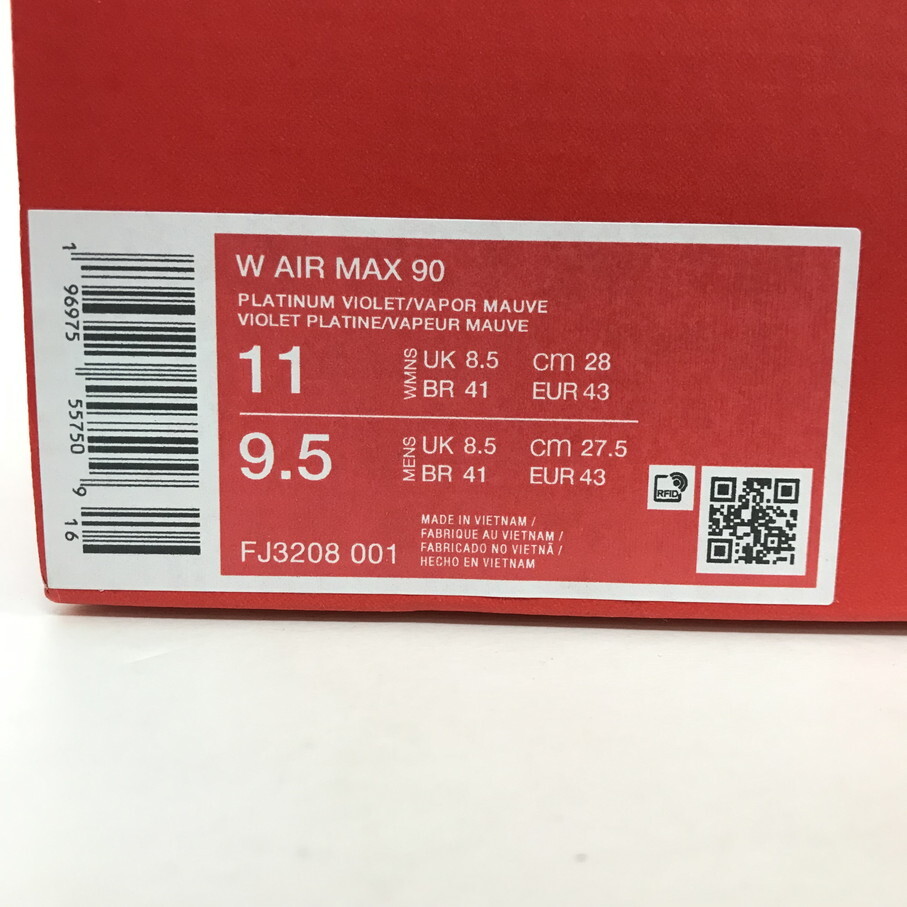 1 96975 55750 9 16
W AIR MAX 90
PLATINUM VIOLET/VAPOR MAUVE
VIOLET PLATINE/VAPEUR MAUVE
11 WMNS UK 8.5 cm 28
BR 41 EUR 43
9.5 MENS UK 8.5 cm 27.5
BR 41 EUR 43
RFID
FJ3208 001
MADE IN VIETNAM /
FABRIQUE AU VIETNAM /
FABRICADO NO VIETNÃ /
HECHO EN VIETNAM